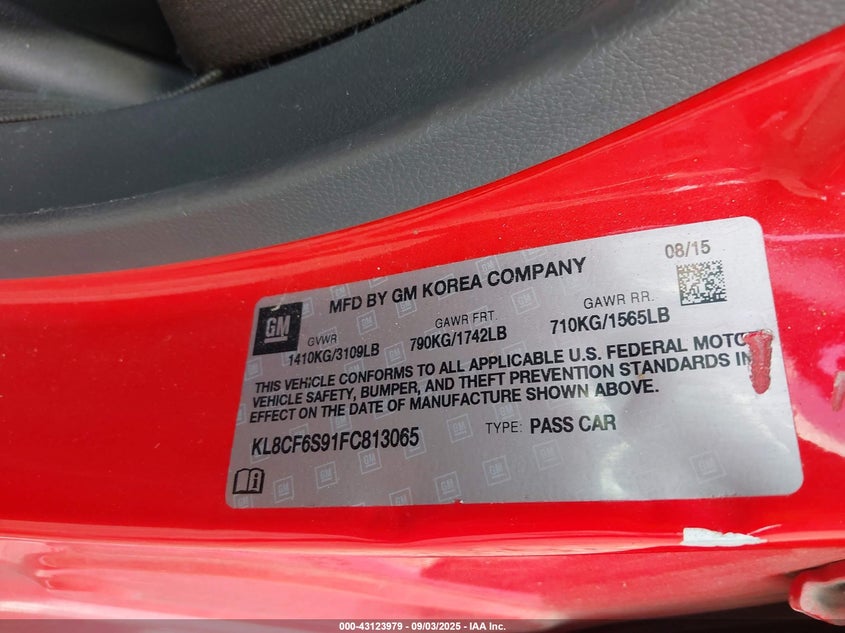 08/15
MFD BY GM KOREA COMPANY
GM
GVWR GAWR FRT. GAWR RR.
1410KG/3109LB 790KG/1742LB 710KG/1565LB
THIS VEHICLE CONFORMS TO ALL APPLICABLE U.S. FEDERAL MOTO
VEHICLE SAFETY, BUMPER, AND THEFT PREVENTION STANDARDS IN
EFFECT ON THE DATE OF MANUFACTURE SHOWN ABOVE.
KL8CF6S91FC813065 TYPE: PASS CAR
000-43123979 - 09/03/2025 - IAA Inc.